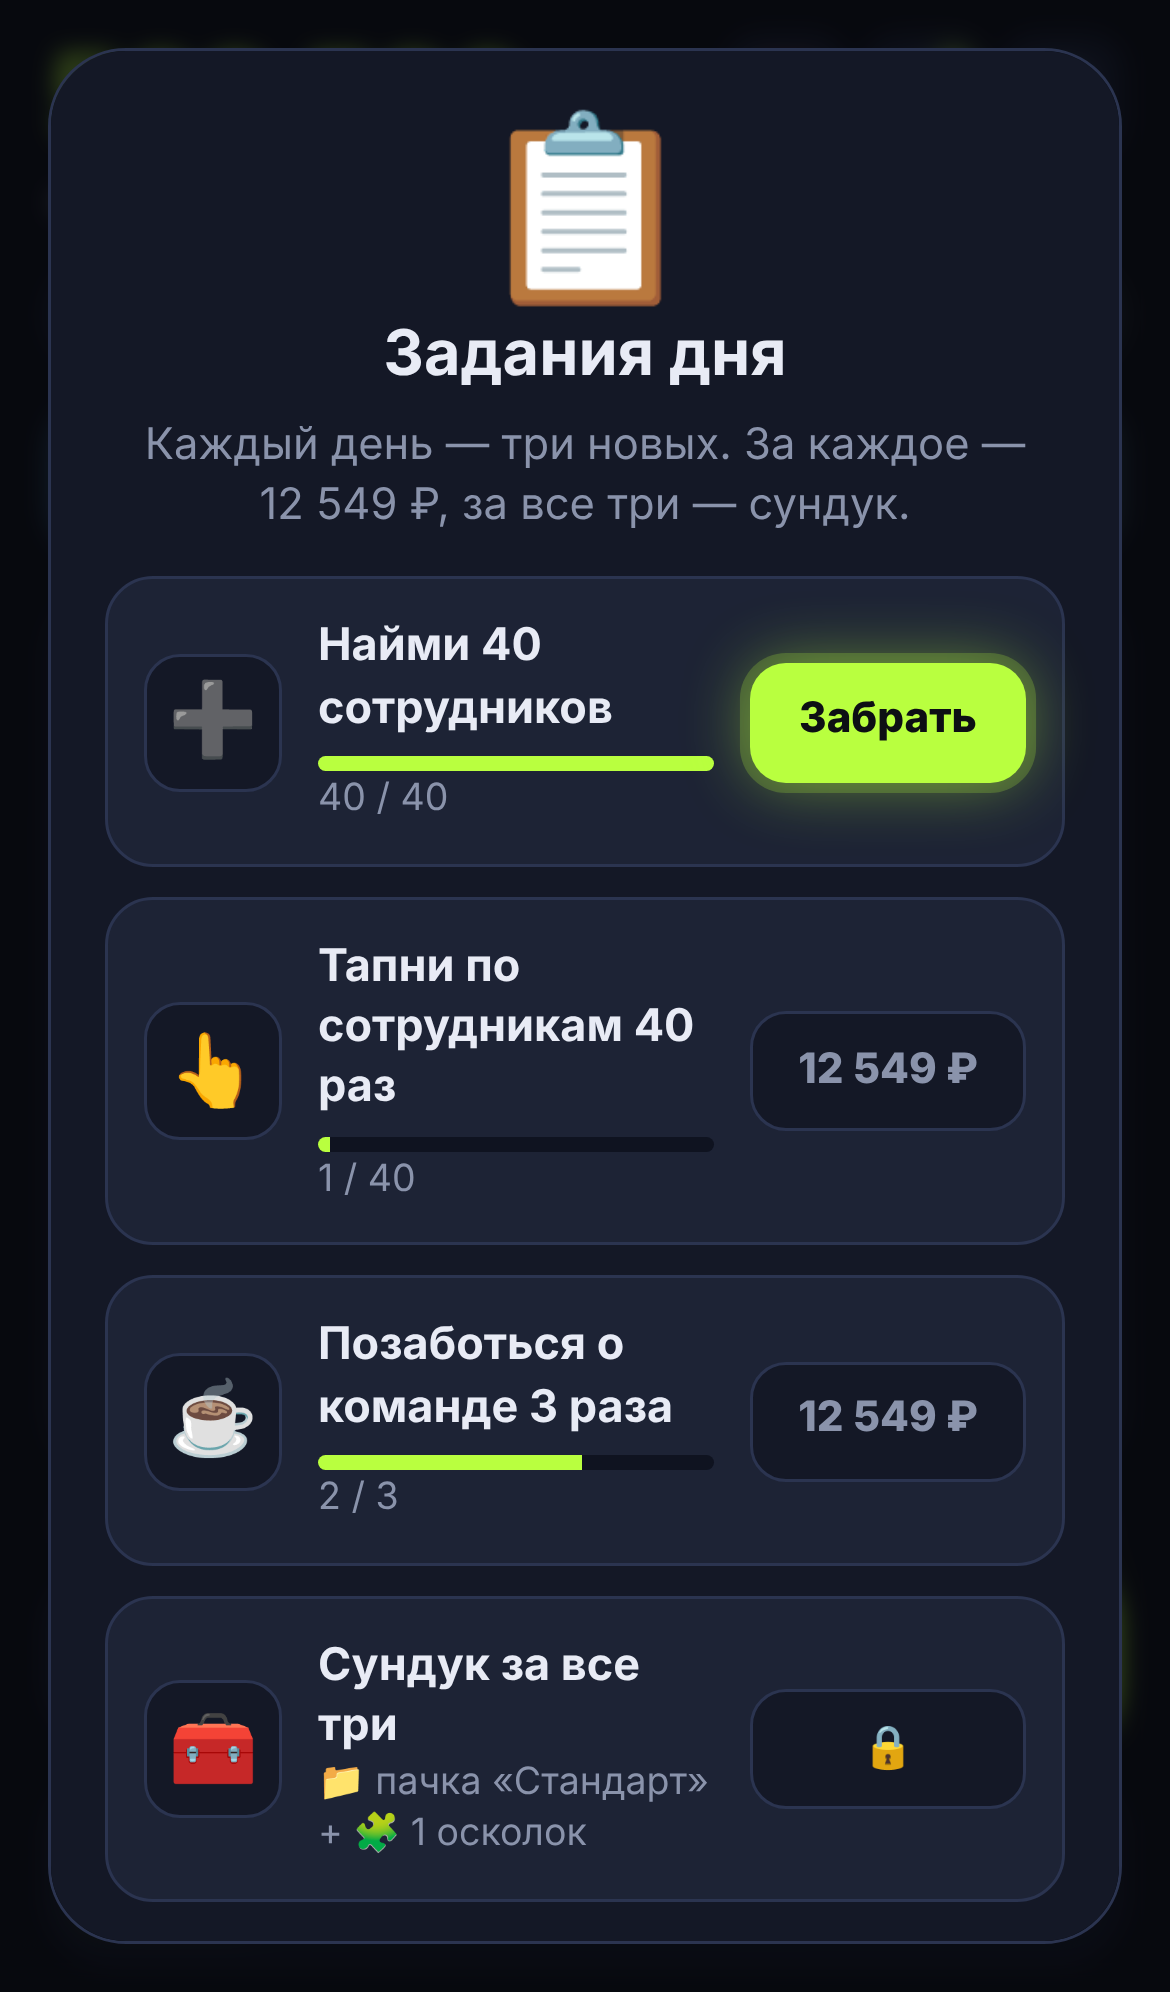 Задания дня
Каждый день — три новых. За каждое —
12 549 ₽, за все три — сундук.
Найми 40
сотрудников
40 / 40
Забрать
Тапни по
сотрудникам 40
раз
1 / 40
12 549 ₽
Позаботься о
команде 3 раза
2 / 3
12 549 ₽
Сундук за все
три
📁 пачка «Стандарт»
+ 🧩 1 осколок